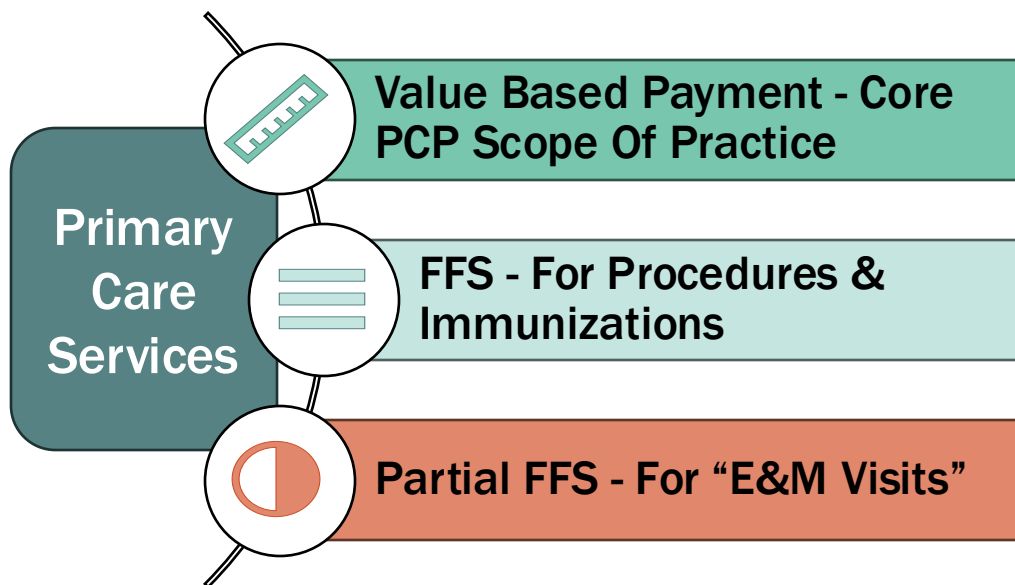 Primary
Care
Services
Value Based Payment - Core
PCP Scope Of Practice
FFS - For Procedures &
Immunizations
Partial FFS - For “E&M Visits”